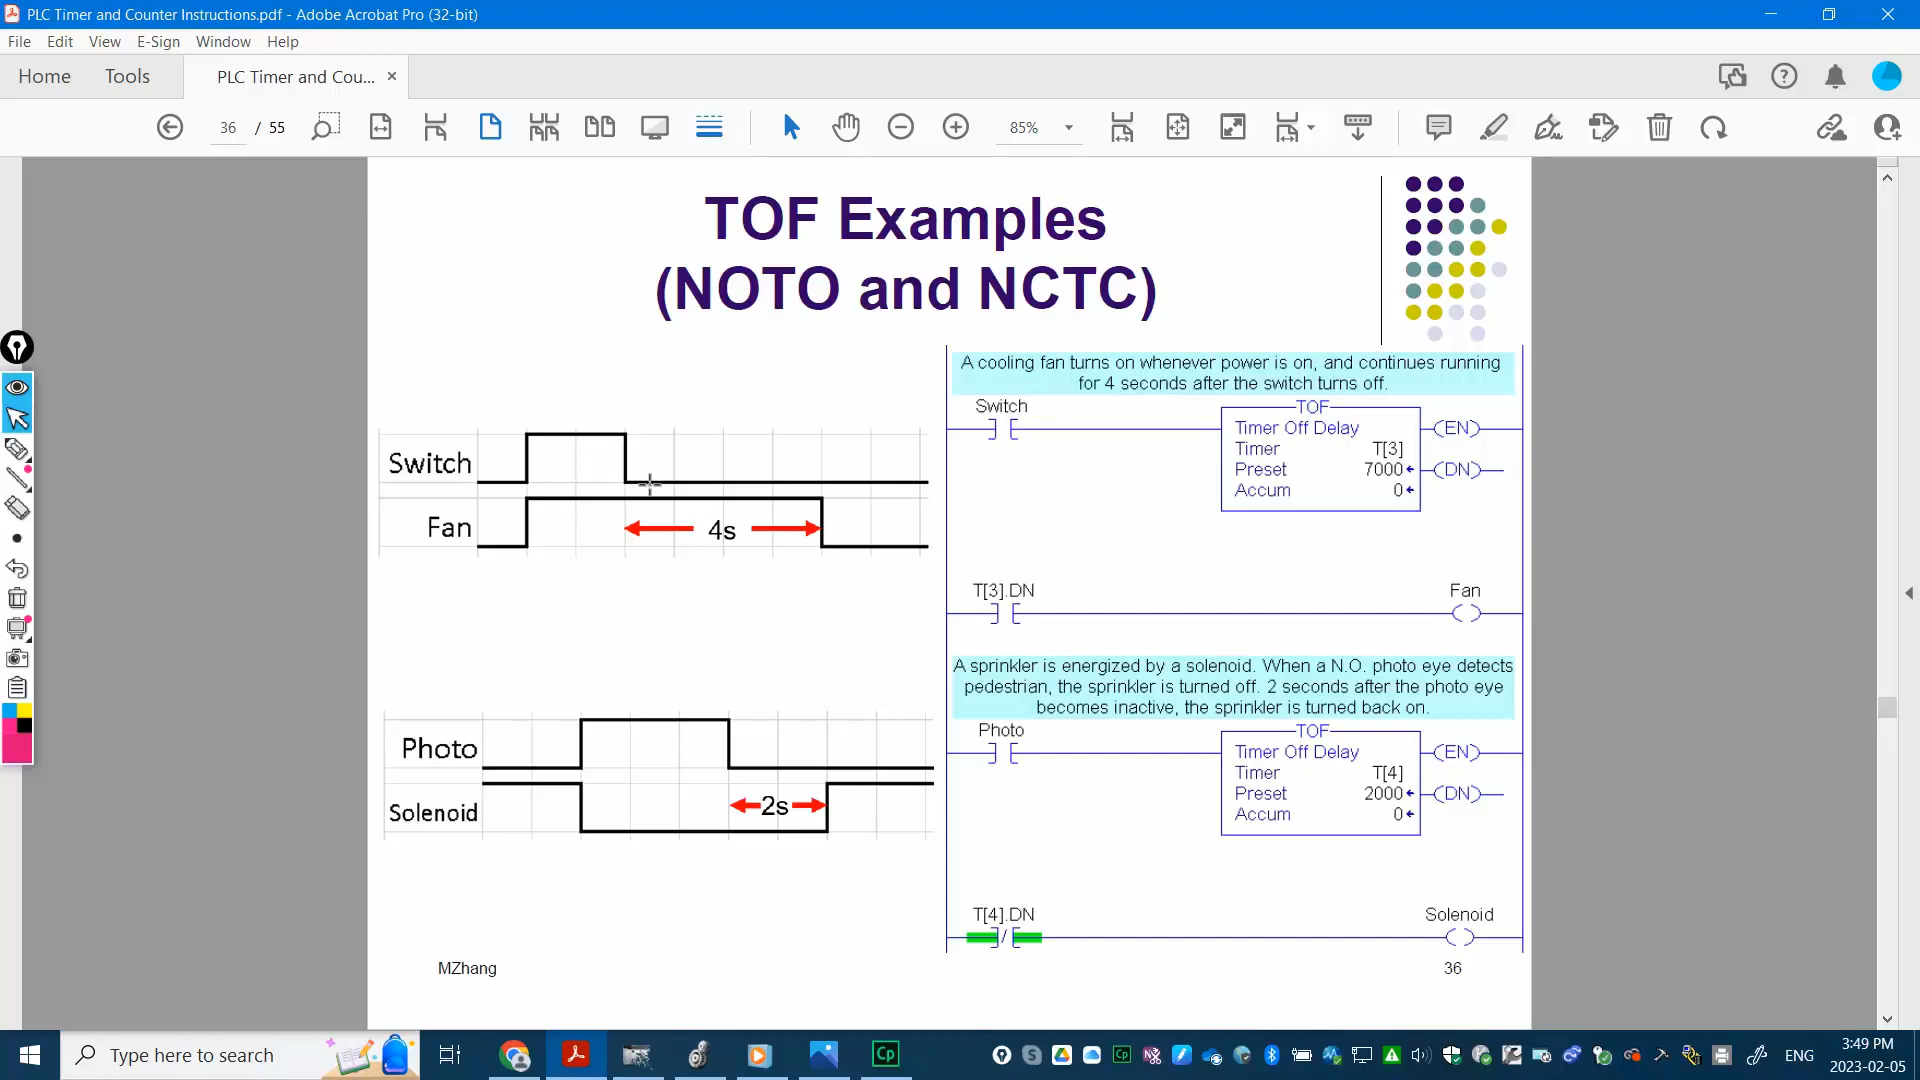 PLC Timer and Counter Instructions.pdf - Adobe Acrobat Pro (32-bit)
File Edit View E-Sign Window Help
Home Tools PLC Timer and Cou... ×
36 / 55 85%
TOF Examples
(NOTO and NCTC)
Switch
Fan
4s
Photo
Solenoid
2s
A cooling fan turns on whenever power is on, and continues running
for 4 seconds after the switch turns off.
Switch
TOF
Timer Off Delay (EN)
Timer T[3]
Preset 7000 (DN)
Accum 0
T[3].DN Fan
A sprinkler is energized by a solenoid. When a N.O. photo eye detects
pedestrian, the sprinkler is turned off. 2 seconds after the photo eye
becomes inactive, the sprinkler is turned back on.
Photo
TOF
Timer Off Delay (EN)
Timer T[4]
Preset 2000 (DN)
Accum 0
T[4].DN Solenoid
MZhang 36
Type here to search
Cp
ENG
3:49 PM
2023-02-05